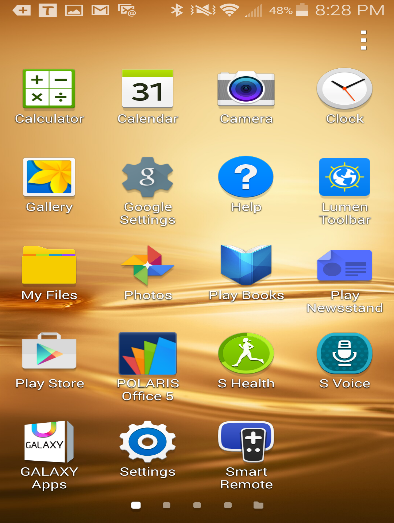 T 48% 8:28 PM
31
Calculator Calendar Camera Clock
8
Gallery Google Settings Help Lumen Toolbar
?
My Files Photos Play Books Play Newsstand
Play Store POLARIS Office 5 S Health S Voice
GALAXY
GALAXY Apps Settings Smart Remote